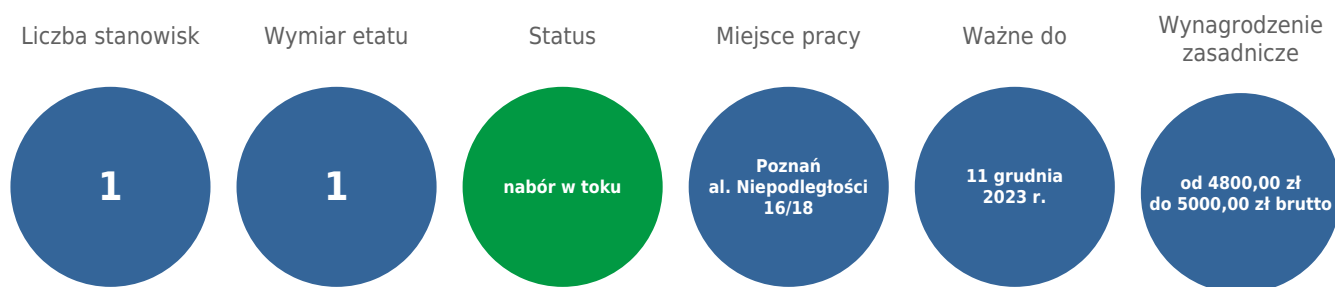 Liczba stanowisk
1
Wymiar etatu
1
Status
nabór w toku
Miejsce pracy
Poznań
al. Niepodległości
16/18
Ważne do
11 grudnia
2023 r.
Wynagrodzenie
zasadnicze
od 4800,00 zł
do 5000,00 zł brutto